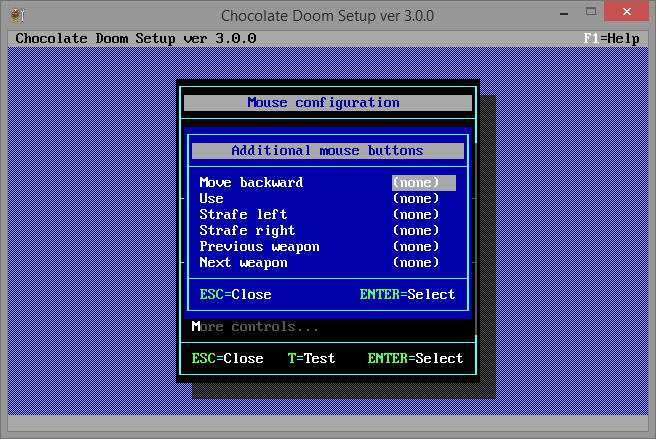 Chocolate Doom Setup ver 3.0.0
Chocolate Doom Setup ver 3.0.0 F1=Help
Mouse configuration
Additional mouse buttons
Move backward (none)
Use (none)
Strafe left (none)
Strafe right (none)
Previous weapon (none)
Next weapon (none)
ESC=Close ENTER=Select
More controls...
ESC=Close T=Test ENTER=Select